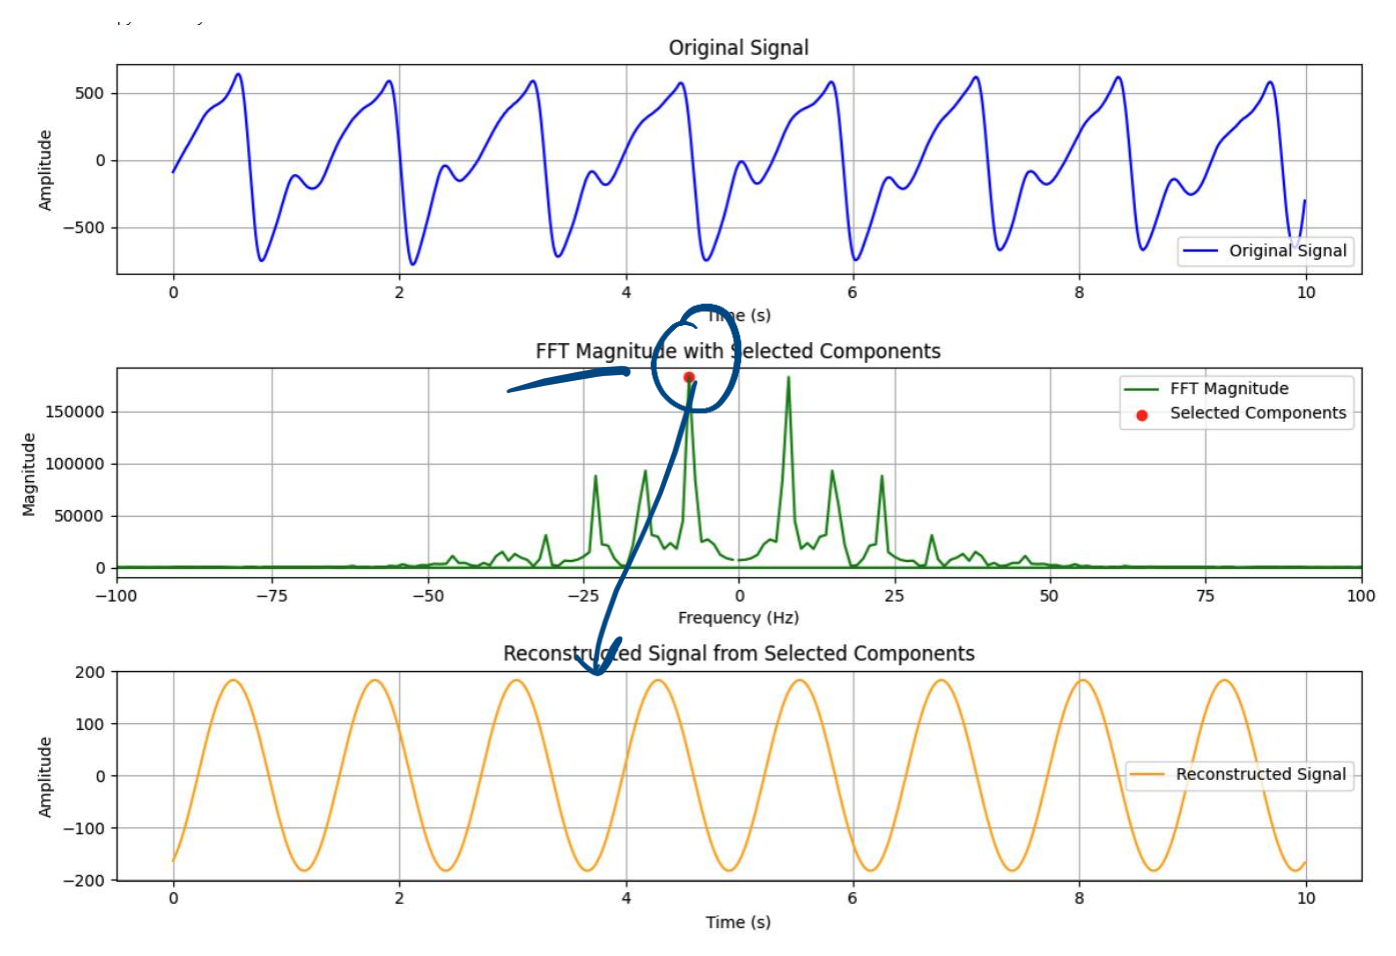 Original Signal
500
0
−500
Amplitude
Original Signal
0 2 4 6 8 10
Time (s)
FFT Magnitude with Selected Components
150000
100000
50000
0
Magnitude
FFT Magnitude
Selected Components
−100 −75 −50 −25 0 25 50 75 100
Frequency (Hz)
Reconstructed Signal from Selected Components
200
100
0
−100
−200
Amplitude
Reconstructed Signal
0 2 4 6 8 10
Time (s)